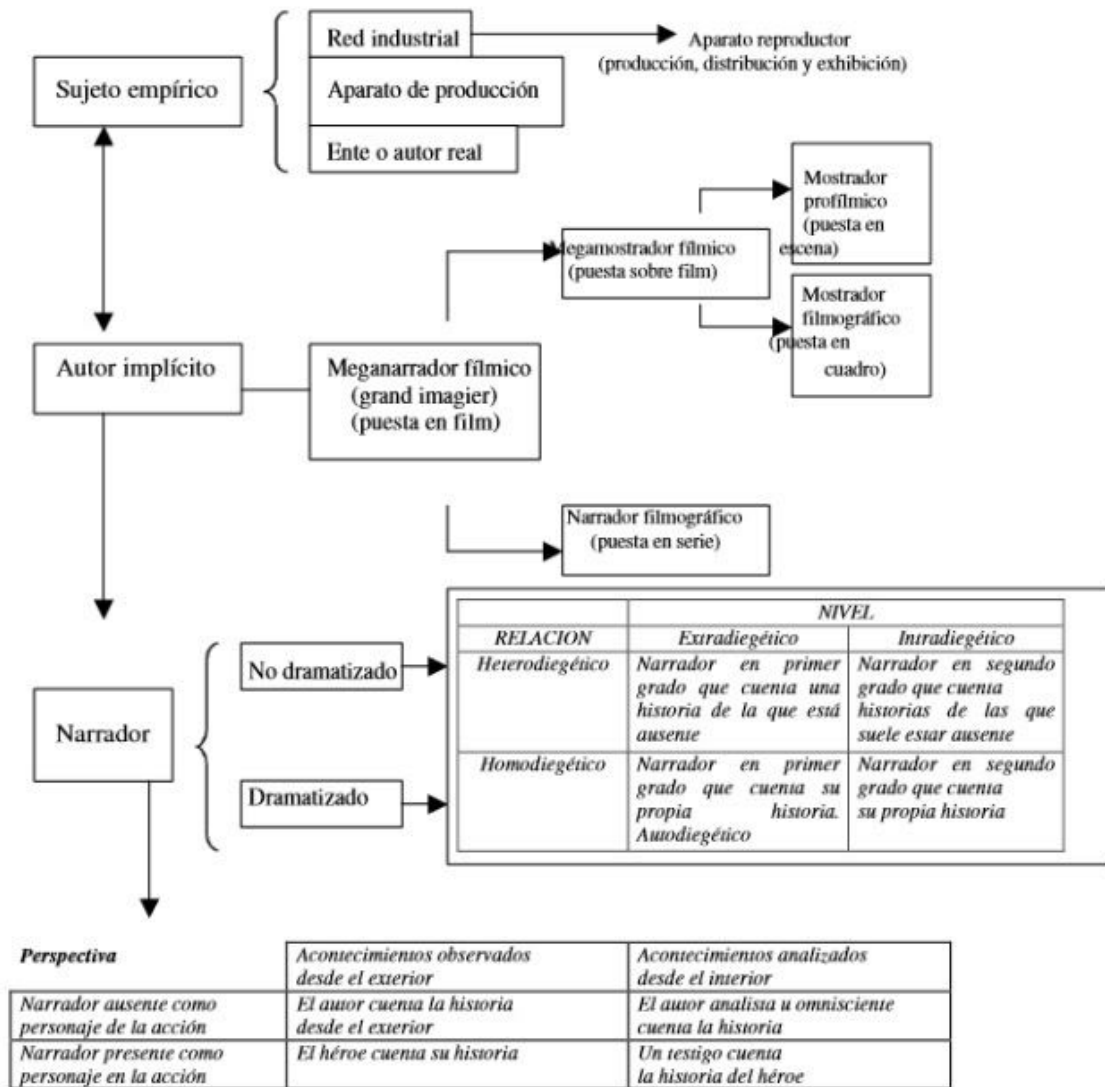 Red industrial
Aparato reproductor
(producción, distribución y exhibición)
Sujeto empírico
Aparato de producción
Ente o autor real
Mostrador
profílmico
(puesta en
escena)
Megamostrador fílmico
(puesta sobre film)
Mostrador
filmográfico
(puesta en
cuadro)
Autor implícito
Meganarrador fílmico
(grand imagier)
(puesta en film)
Narrador filmográfico
(puesta en serie)
NIVEL
RELACION
Extradiegético
Intradiegético
Heterodiegético
Narrador en primer
grado que cuenta una
historia de la que está
ausente
Narrador en segundo
grado que cuenta
historias de las que
suele estar ausente
Homodiegético
Narrador en primer
grado que cuenta su
propia historia.
Autodiegético
Narrador en segundo
grado que cuenta
su propia historia
No dramatizado
Narrador
Dramatizado
Perspectiva
Acontecimientos observados
desde el exterior
Acontecimientos analizados
desde el interior
Narrador ausente como
personaje de la acción
El autor cuenta la historia
desde el exterior
El autor analista u omnisciente
cuenta la historia
Narrador presente como
personaje en la acción
El héroe cuenta su historia
Un testigo cuenta
la historia del héroe